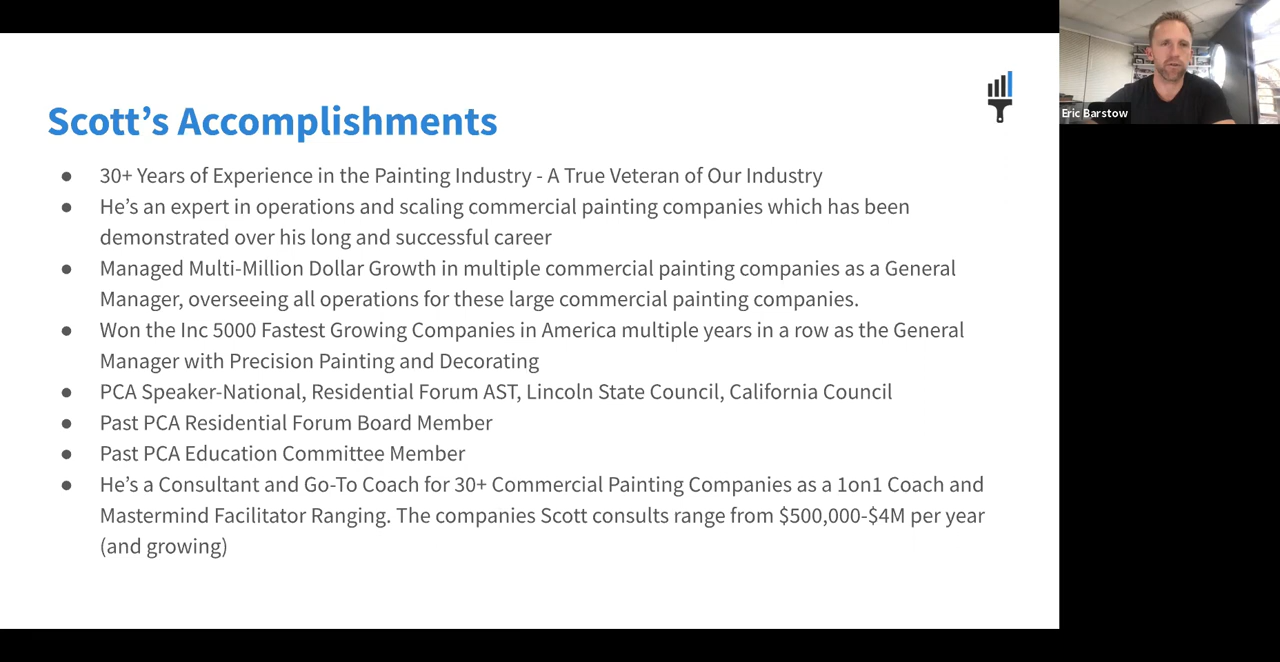 Scott’s Accomplishments
● 30+ Years of Experience in the Painting Industry - A True Veteran of Our Industry
● He’s an expert in operations and scaling commercial painting companies which has been
demonstrated over his long and successful career
● Managed Multi-Million Dollar Growth in multiple commercial painting companies as a General
Manager, overseeing all operations for these large commercial painting companies.
● Won the Inc 5000 Fastest Growing Companies in America multiple years in a row as the General
Manager with Precision Painting and Decorating
● PCA Speaker-National, Residential Forum AST, Lincoln State Council, California Council
● Past PCA Residential Forum Board Member
● Past PCA Education Committee Member
● He’s a Consultant and Go-To Coach for 30+ Commercial Painting Companies as a 1on1 Coach and
Mastermind Facilitator Ranging. The companies Scott consults range from $500,000-$4M per year
(and growing)
Eric Barstow